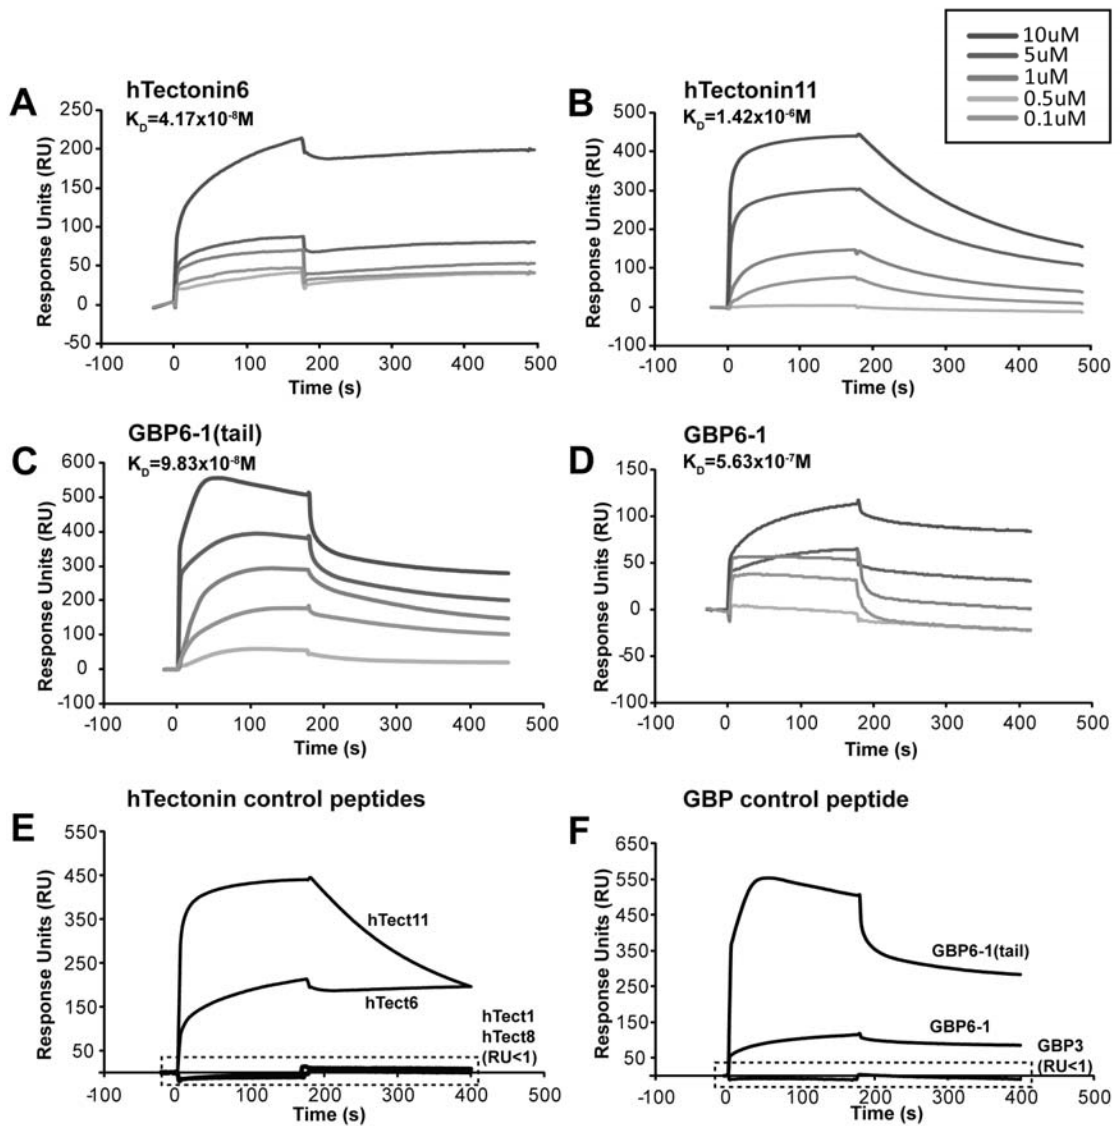 10uM
5uM
1uM
0.5uM
0.1uM
A
hTectonin6
K_D=4.17x10⁻⁸M
250
200
150
100
50
0
-50
Response Units (RU)
-100 0 100 200 300 400 500
Time (s)
B
hTectonin11
K_D=1.42x10⁻⁶M
500
400
300
200
100
0
-100
Response Units (RU)
-100 0 100 200 300 400 500
Time (s)
C
GBP6-1(tail)
K_D=9.83x10⁻⁸M
600
500
400
300
200
100
0
-100
Response Units (RU)
-100 0 100 200 300 400 500
Time (s)
D
GBP6-1
K_D=5.63x10⁻⁷M
150
100
50
0
-50
-100
Response Units (RU)
-100 0 100 200 300 400 500
Time (s)
E
hTectonin control peptides
550
450
350
250
150
50
Response Units (RU)
hTect11
hTect6
hTect1
hTect8
(RU<1)
-100 0 100 200 300 400 500
Time (s)
F
GBP control peptide
650
550
450
350
250
150
50
Response Units (RU)
GBP6-1(tail)
GBP6-1
GBP3
(RU<1)
-100 0 100 200 300 400 500
Time (s)